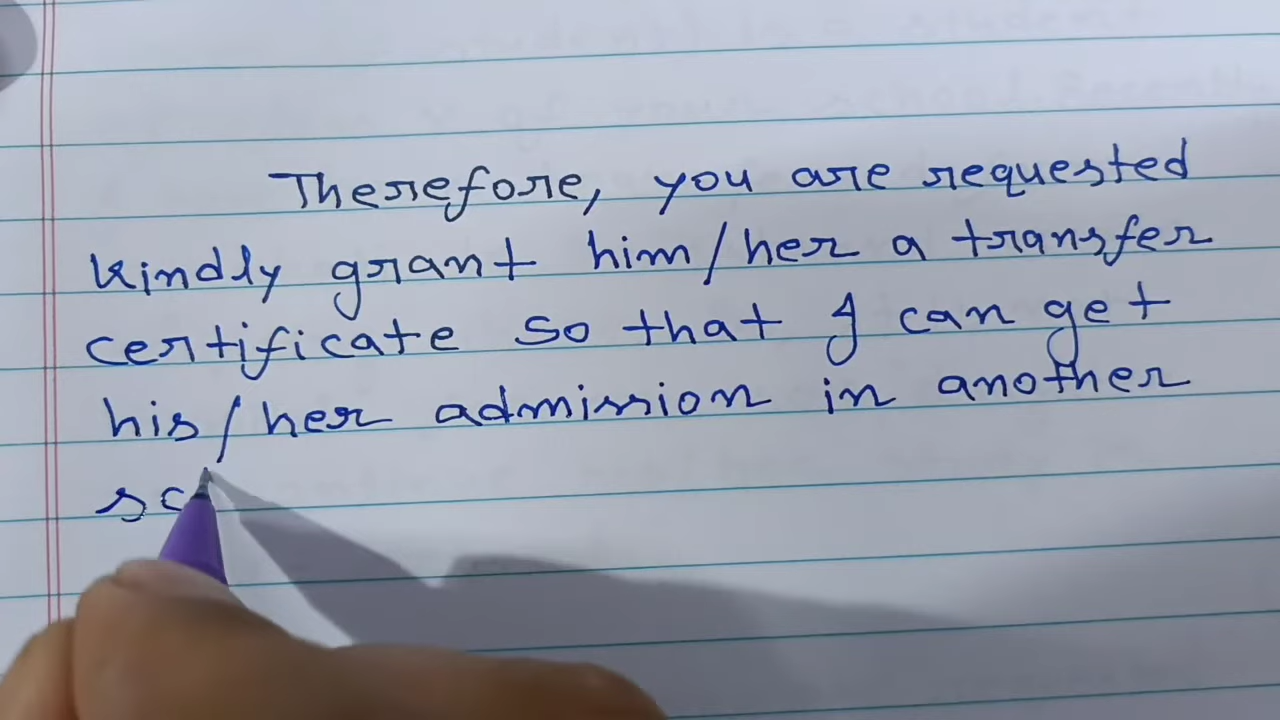 Therefore, you are requested
kindly grant him/her a transfer
certificate so that I can get
his/her admission in another
sc